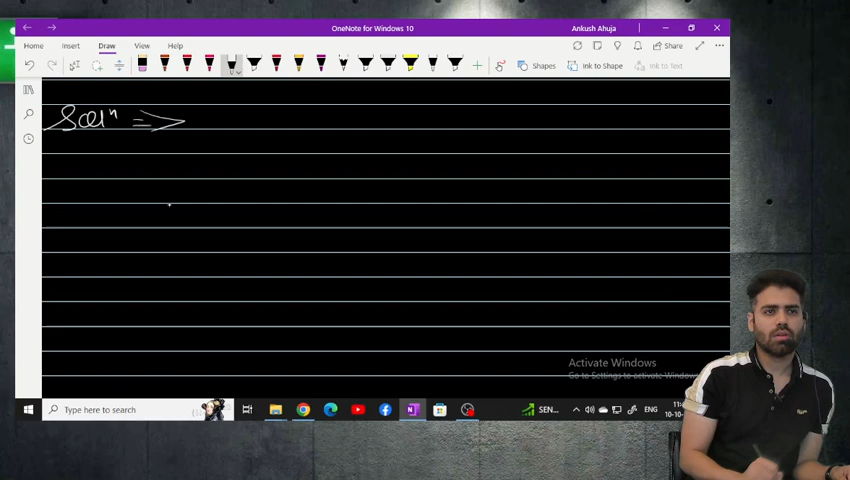 OneNote for Windows 10
Ankush Ahuja
Home Insert Draw View Help
Share
Shapes Ink to Shape Ink to Text
Solⁿ ⇒
Activate Windows
Go to Settings to activate Windows
Type here to search
SEN... ENG